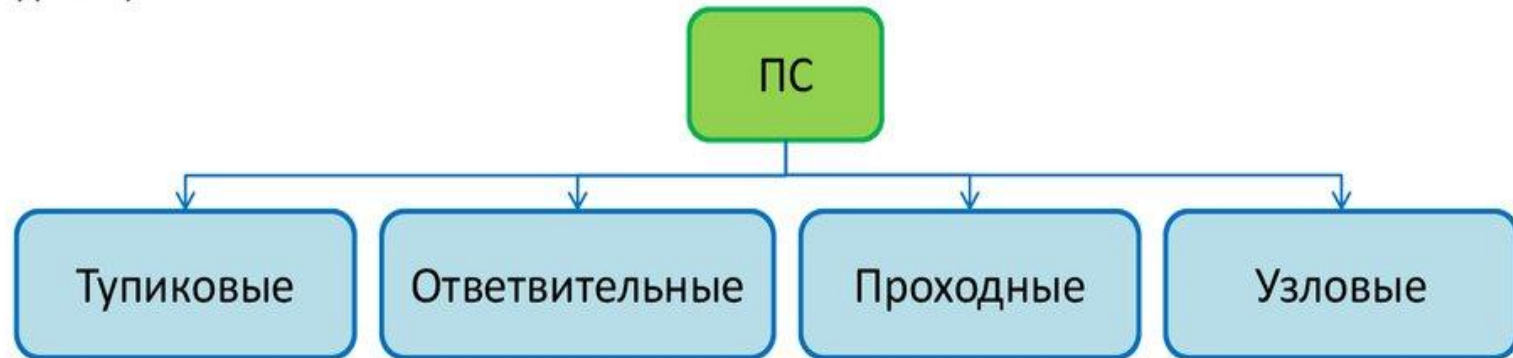 ПС
Тупиковые
Ответвительные
Проходные
Узловые